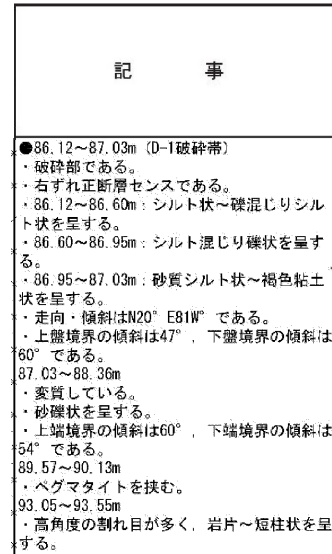 記 事
●86.12～87.03m (D-1破砕帯)
・破砕部である。
・右ずれ正断層センスである。
・86.12～86.60m：シルト状～礫混じりシル
ト状を呈する。
・86.60～86.95m：シルト混じり礫状を呈す
る。
・86.95～87.03m：砂質シルト状～褐色粘土
状を呈する。
・走向・傾斜はN20°E81W°である。
・上盤境界の傾斜は47°，下盤境界の傾斜は
60°である。
87.03～88.36m
・変質している。
・砂礫状を呈する。
・上端境界の傾斜は60°，下端境界の傾斜は
54°である。
89.57～90.13m
・ペグマタイトを挟む。
93.05～93.55m
・高角度の割れ目が多く，岩片～短柱状を呈
する。